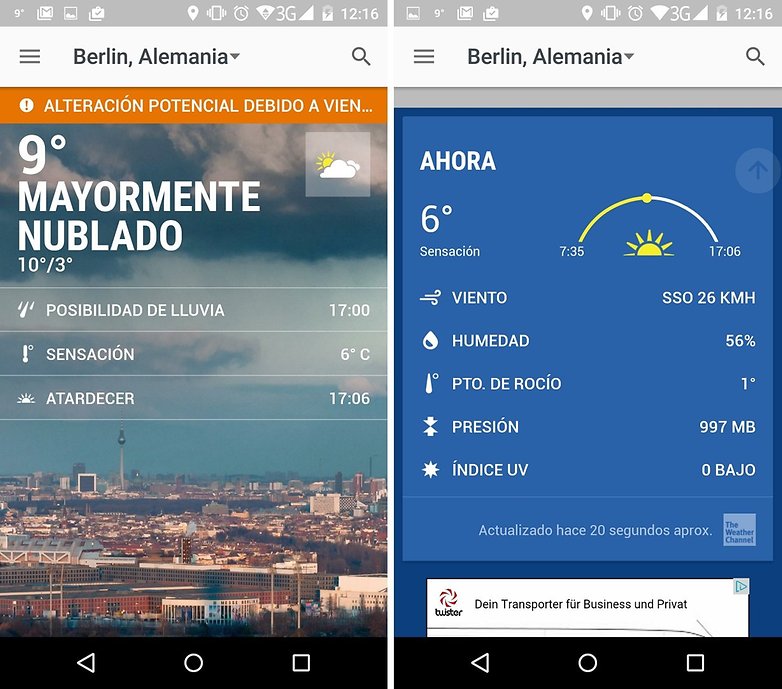 9° 3G 12:16
Berlin, Alemania
ALTERACIÓN POTENCIAL DEBIDO A VIEN...
9°
MAYORMENTE
NUBLADO
10°/3°
POSIBILIDAD DE LLUVIA 17:00
SENSACIÓN 6° C
ATARDECER 17:06
9° 3G 12:16
Berlin, Alemania
AHORA
6°
Sensación
7:35 17:06
VIENTO SSO 26 KMH
HUMEDAD 56%
PTO. DE ROCÍO 1°
PRESIÓN 997 MB
ÍNDICE UV 0 BAJO
Actualizado hace 20 segundos aprox.
The
Weather
Channel
twister
Dein Transporter für Business und Privat